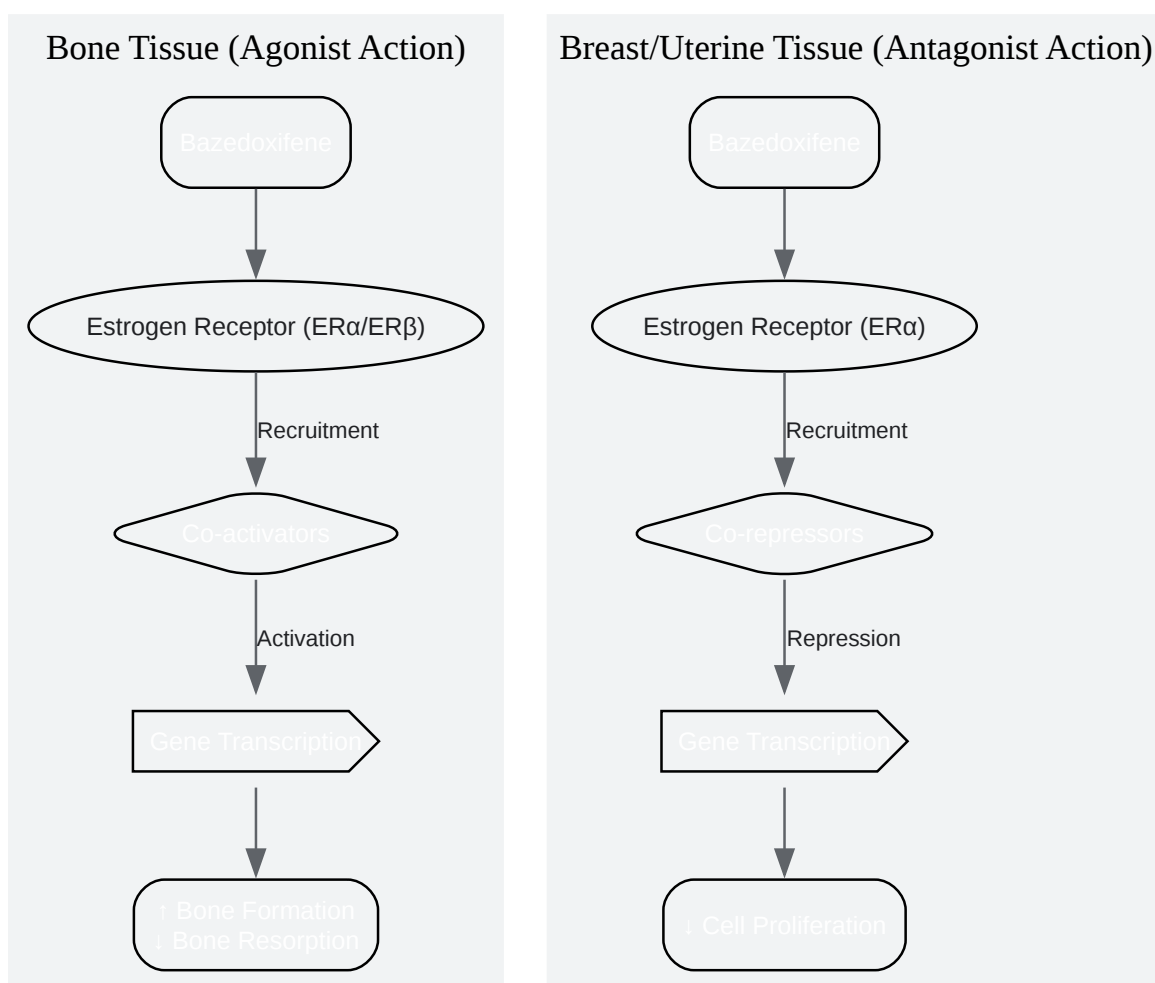 Bone Tissue (Agonist Action)
Bazedoxifene
Estrogen Receptor (ERα/ERβ)
Recruitment
Co-activators
Activation
Gene Transcription
↑ Bone Formation
↓ Bone Resorption
Breast/Uterine Tissue (Antagonist Action)
Bazedoxifene
Estrogen Receptor (ERα)
Recruitment
Co-repressors
Repression
Gene Transcription
↓ Cell Proliferation